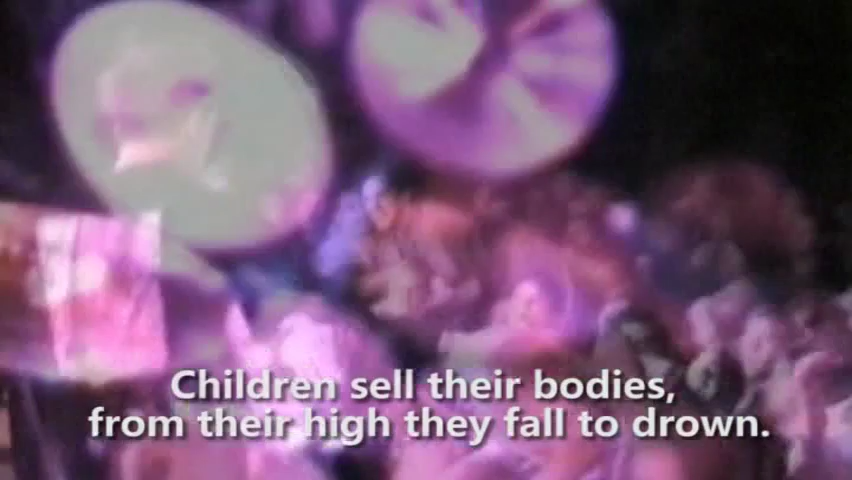 Children sell their bodies,
from their high they fall to drown.